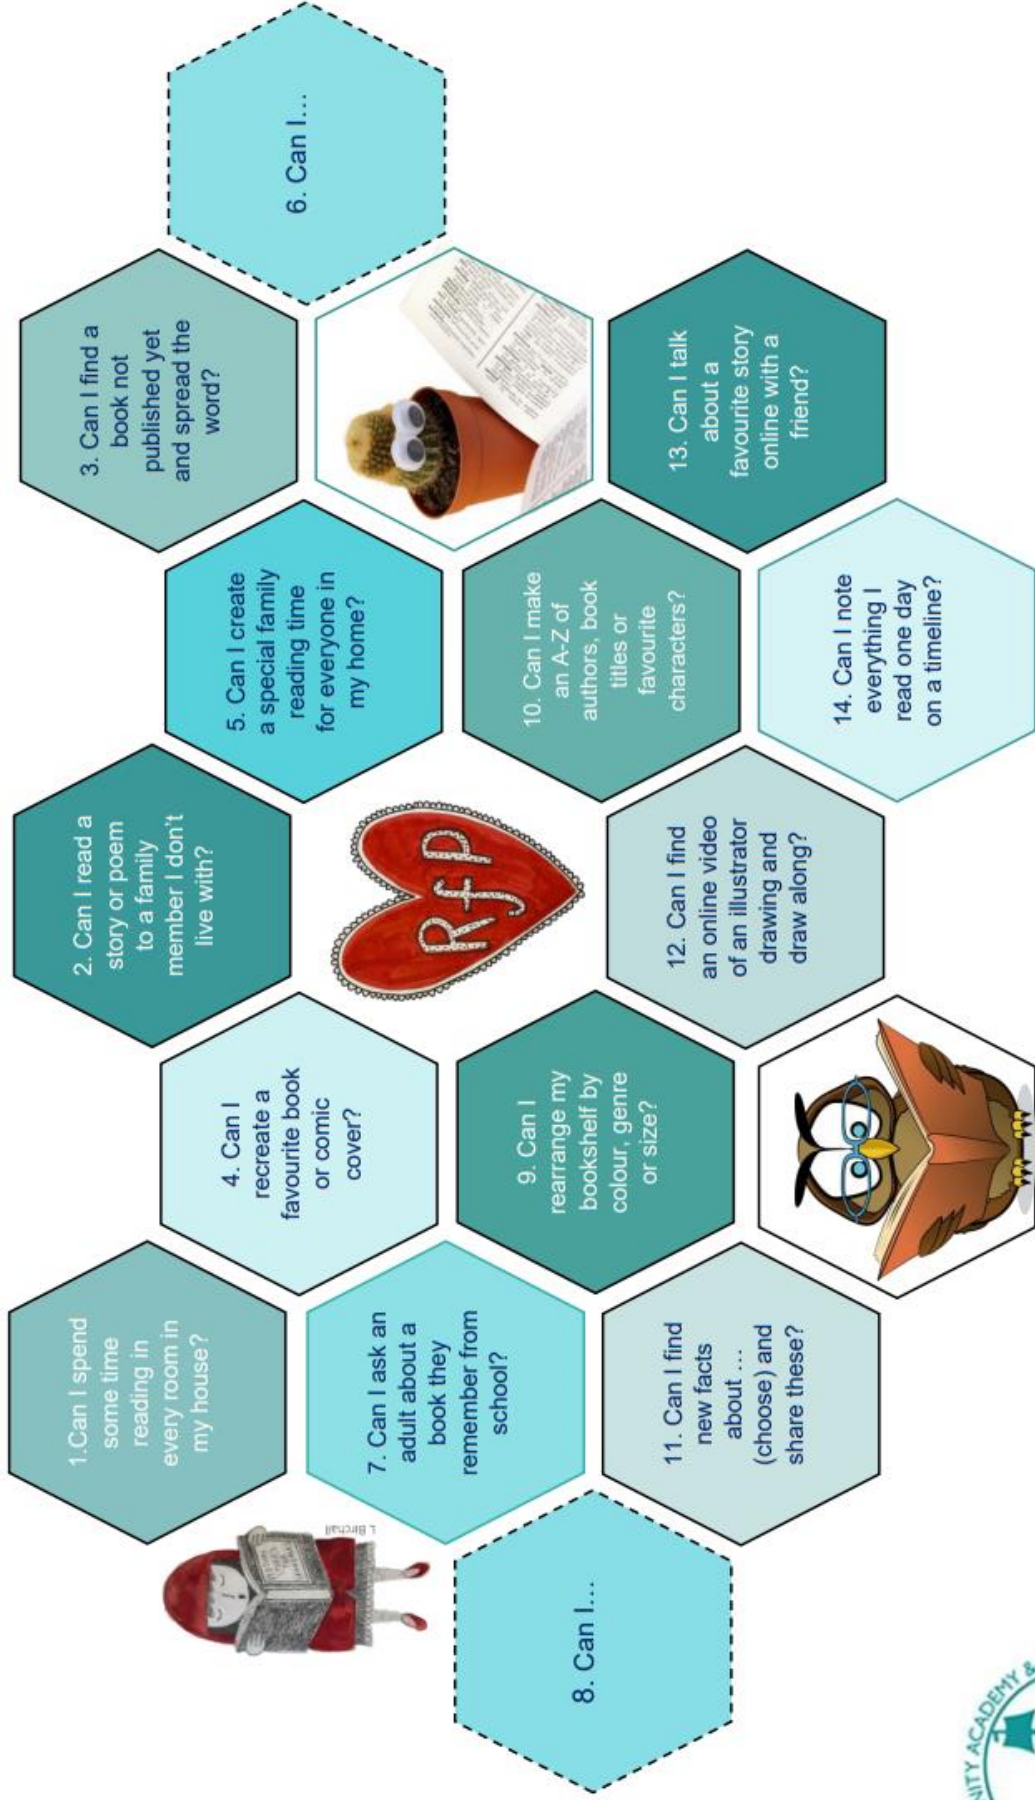 1.Can I spend
some time
reading in
every room in
my house?
2. Can I read a
story or poem
to a family
member I don't
live with?
3. Can I find a
book not
published yet
and spread the
word?
4. Can I
recreate a
favourite book
or comic
cover?
5. Can I create
a special family
reading time
for everyone in
my home?
6. Can I…
7. Can I ask an
adult about a
book they
remember from
school?
RfP
8. Can I…
9. Can I
rearrange my
bookshelf by
colour, genre
or size?
10. Can I make
an A-Z of
authors, book
titles or
favourite
characters?
11. Can I find
new facts
about …
(choose) and
share these?
12. Can I find
an online video
of an illustrator
drawing and
draw along?
13. Can I talk
about a
favourite story
online with a
friend?
14. Can I note
everything I
read one day
on a timeline?
L Birchall
ACADEMY &